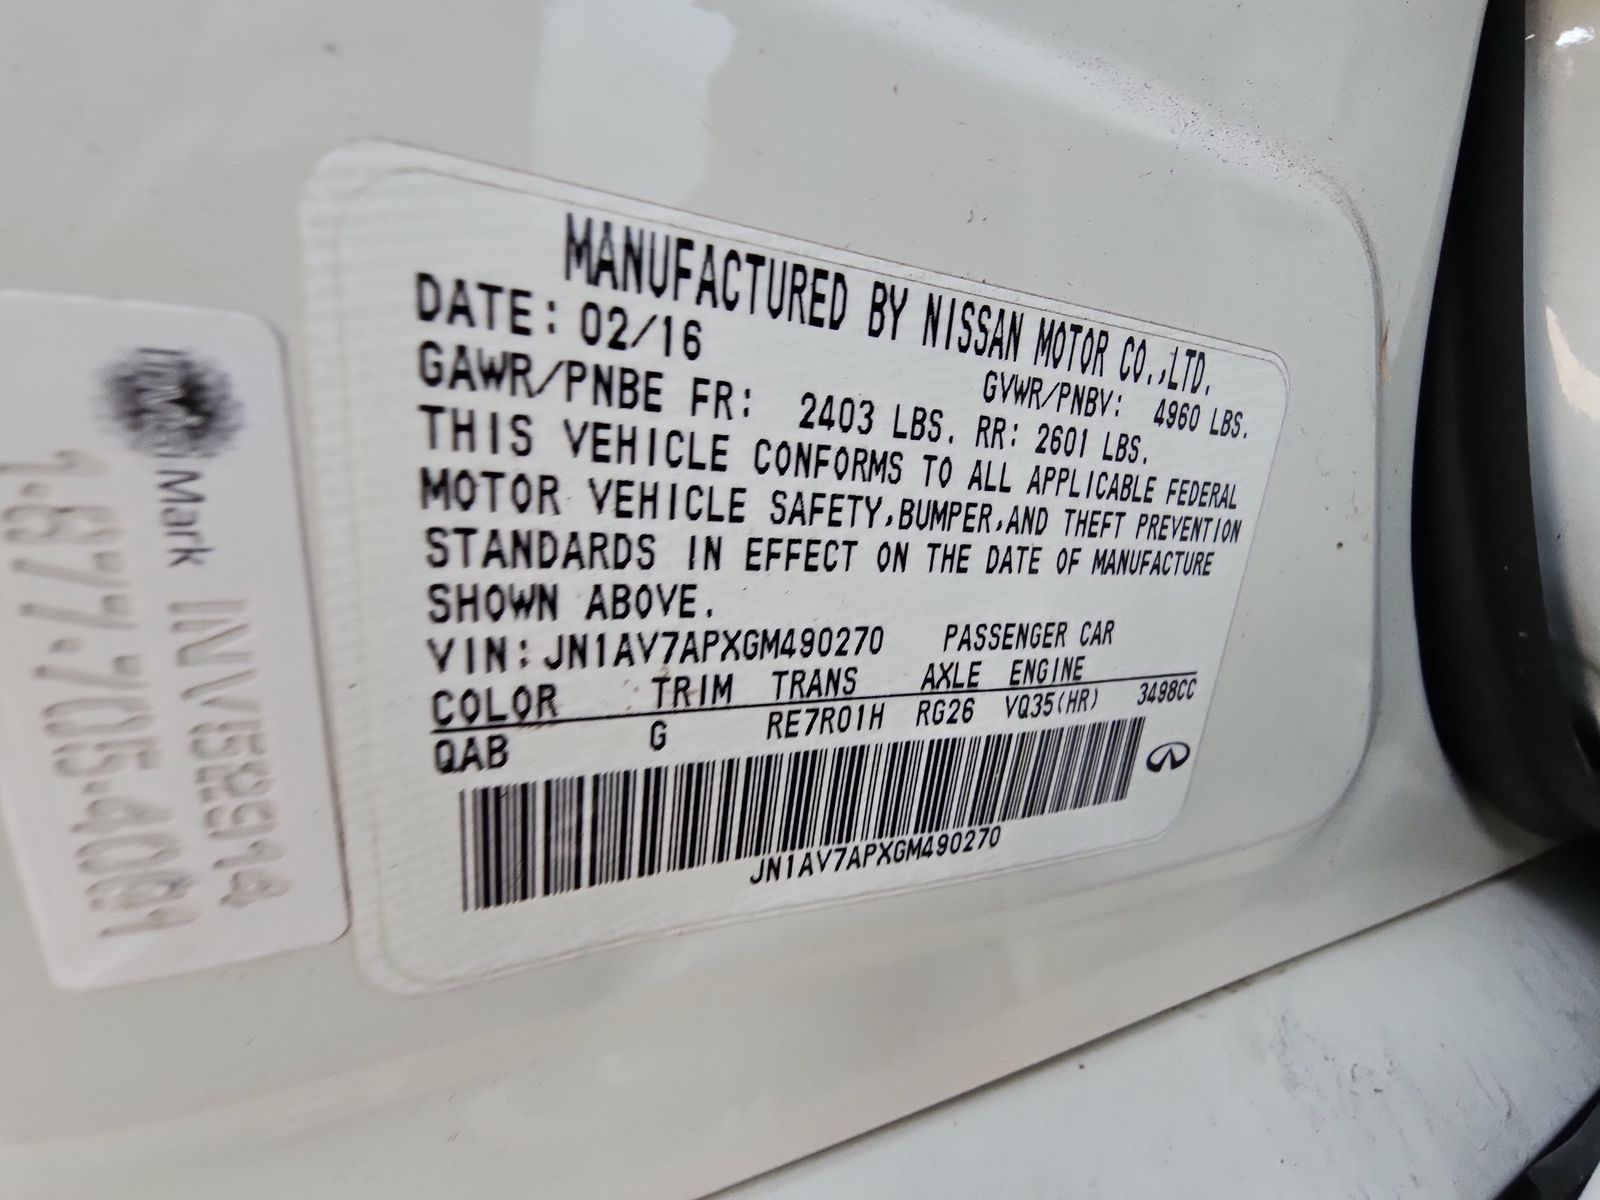 MANUFACTURED BY NISSAN MOTOR CO.,LTD.
DATE: 02/16 GVWR/PNBV: 4960 LBS.
GAWR/PNBE FR: 2403 LBS. RR: 2601 LBS.
THIS VEHICLE CONFORMS TO ALL APPLICABLE FEDERAL
MOTOR VEHICLE SAFETY,BUMPER,AND THEFT PREVENTION
STANDARDS IN EFFECT ON THE DATE OF MANUFACTURE
SHOWN ABOVE.
VIN:JN1AV7APXGM490270 PASSENGER CAR
COLOR TRIM TRANS AXLE ENGINE
QAB G RE7R01H RG26 VQ35(HR) 3498CC
JN1AV7APXGM490270
Mark INV52914
1.877.705.4001